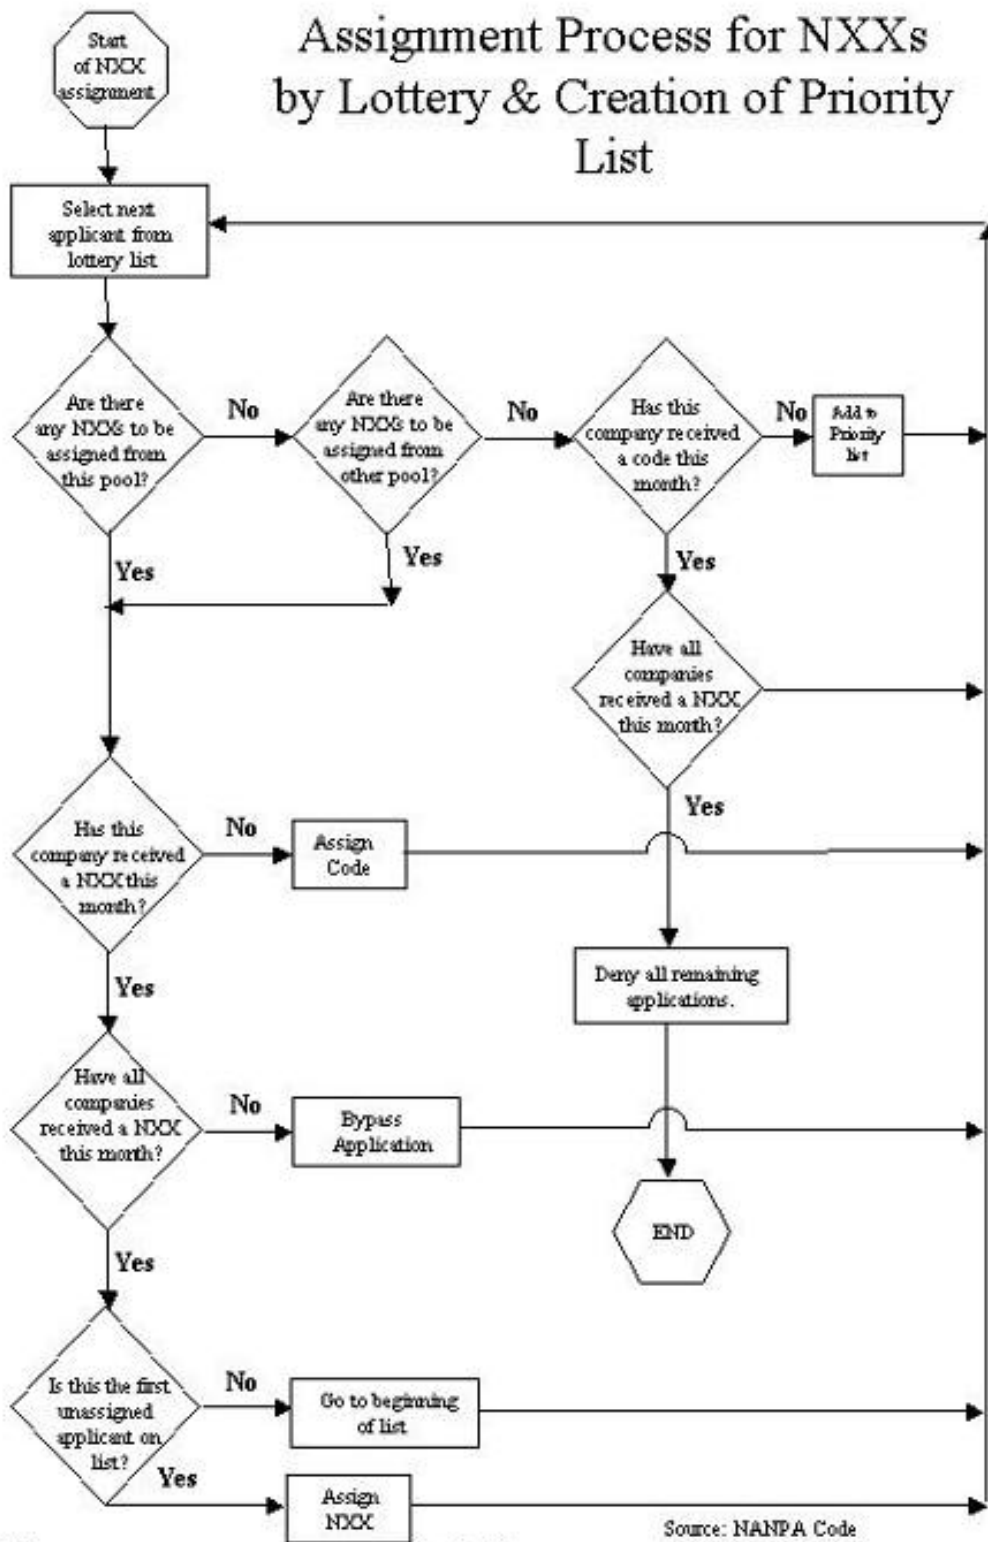 Assignment Process for NXXs
by Lottery & Creation of Priority
List
Start
of NXX
assignment
Select next
applicant from
lottery list
Are there
any NXXs to be
assigned from
this pool?
No
Are there
any NXXs to be
assigned from
other pool?
No
Has this
company received
a code this
month?
No
Add to
Priority
list
Yes
Yes
Yes
Have all
companies
received a NXX
this month?
Yes
Has this
company received
a NXX this
month?
No
Assign
Code
Yes
Deny all remaining
applications.
Have all
companies
received a NXX
this month?
No
Bypass
Application
END
Yes
Is this the first
unassigned
applicant on
list?
No
Go to beginning
of list
Yes
Assign
NXX
Source: NANPA Code